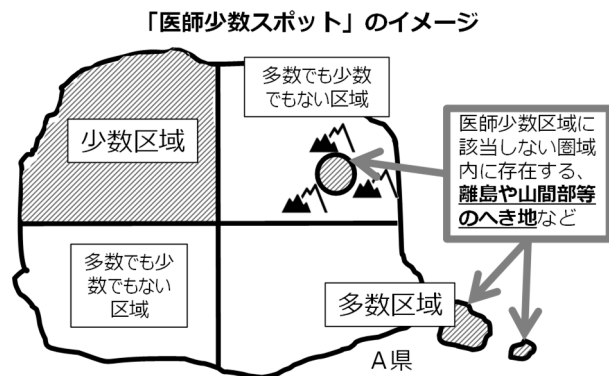 「医師少数スポット」のイメージ
多数でも少数
でもない区域
少数区域
医師少数区域に
該当しない圏域
内に存在する、
離島や山間部等
のへき地など
多数でも少
数でもない
区域
多数区域
A県